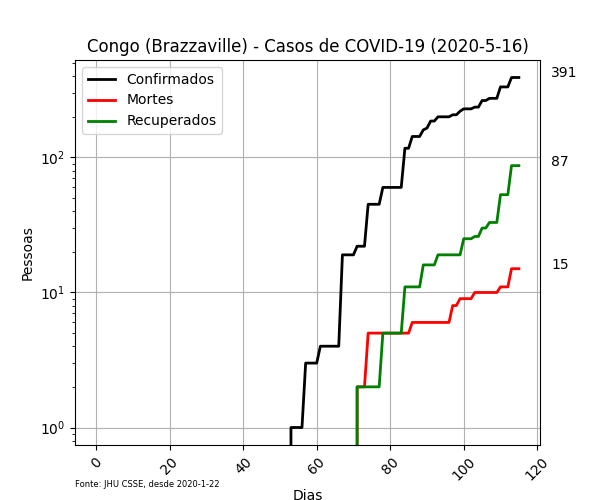 Congo (Brazzaville) - Casos de COVID-19 (2020-5-16)
Confirmados
Mortes
Recuperados
391
87
15
10²
10¹
10⁰
Pessoas
0 20 40 60 80 100 120
Fonte: JHU CSSE, desde 2020-1-22
Dias